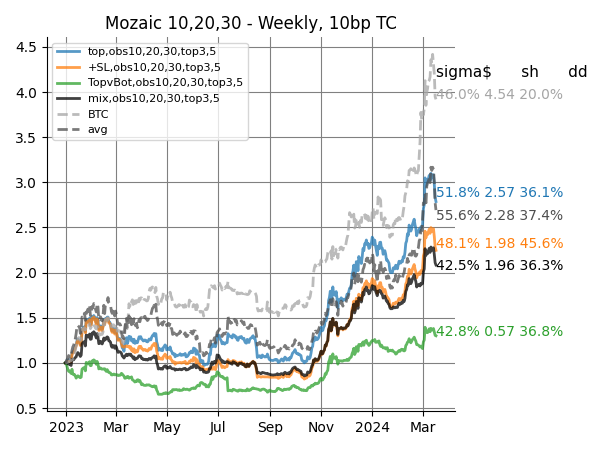 Mozaic 10,20,30 - Weekly, 10bp TC
top,obs10,20,30,top3,5
+SL,obs10,20,30,top3,5
TopvBot,obs10,20,30,top3,5
mix,obs10,20,30,top3,5
BTC
avg
sigma$ sh dd
46.0% 4.54 20.0%
51.8% 2.57 36.1%
55.6% 2.28 37.4%
48.1% 1.98 45.6%
42.5% 1.96 36.3%
42.8% 0.57 36.8%
4.5
4.0
3.5
3.0
2.5
2.0
1.5
1.0
0.5
2023 Mar May Jul Sep Nov 2024 Mar